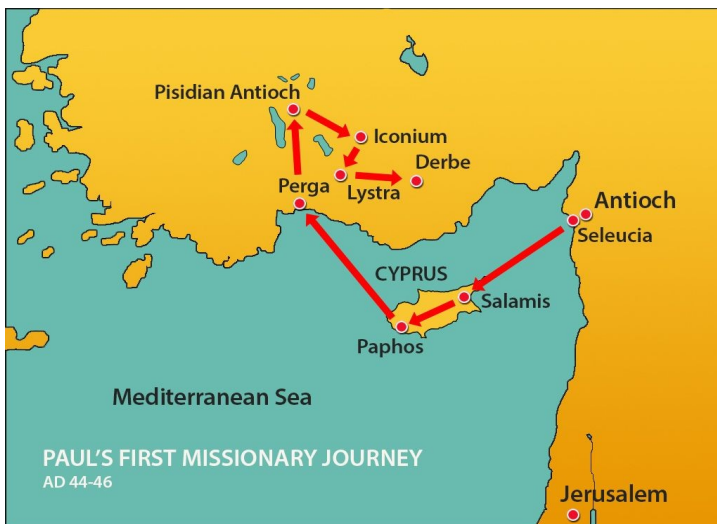 Pisidian Antioch
Iconium
Derbe
Perga
Lystra
Antioch
Seleucia
CYPRUS
Salamis
Paphos
Mediterranean Sea
PAUL'S FIRST MISSIONARY JOURNEY
AD 44-46
Jerusalem